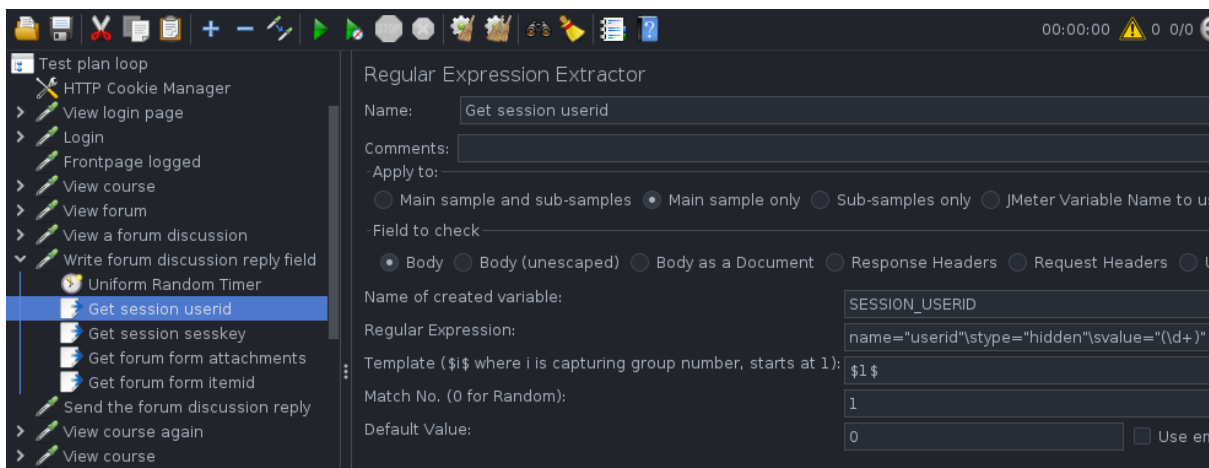 STOP
00:00:00
0 0/0
Test plan loop
HTTP Cookie Manager
View login page
Login
Frontpage logged
View course
View forum
View a forum discussion
Write forum discussion reply field
Uniform Random Timer
Get session userid
Get session sesskey
Get forum form attachments
Get forum form itemid
Send the forum discussion reply
View course again
View course
Regular Expression Extractor
Name: Get session userid
Comments:
Apply to:
Main sample and sub-samples Main sample only Sub-samples only JMeter Variable Name to u
Field to check
Body Body (unescaped) Body as a Document Response Headers Request Headers
Name of created variable: SESSION_USERID
Regular Expression: name="userid"\stype="hidden"\svalue="(\d+)"
Template ($i$ where i is capturing group number, starts at 1): $1$
Match No. (0 for Random): 1
Default Value: 0 Use em